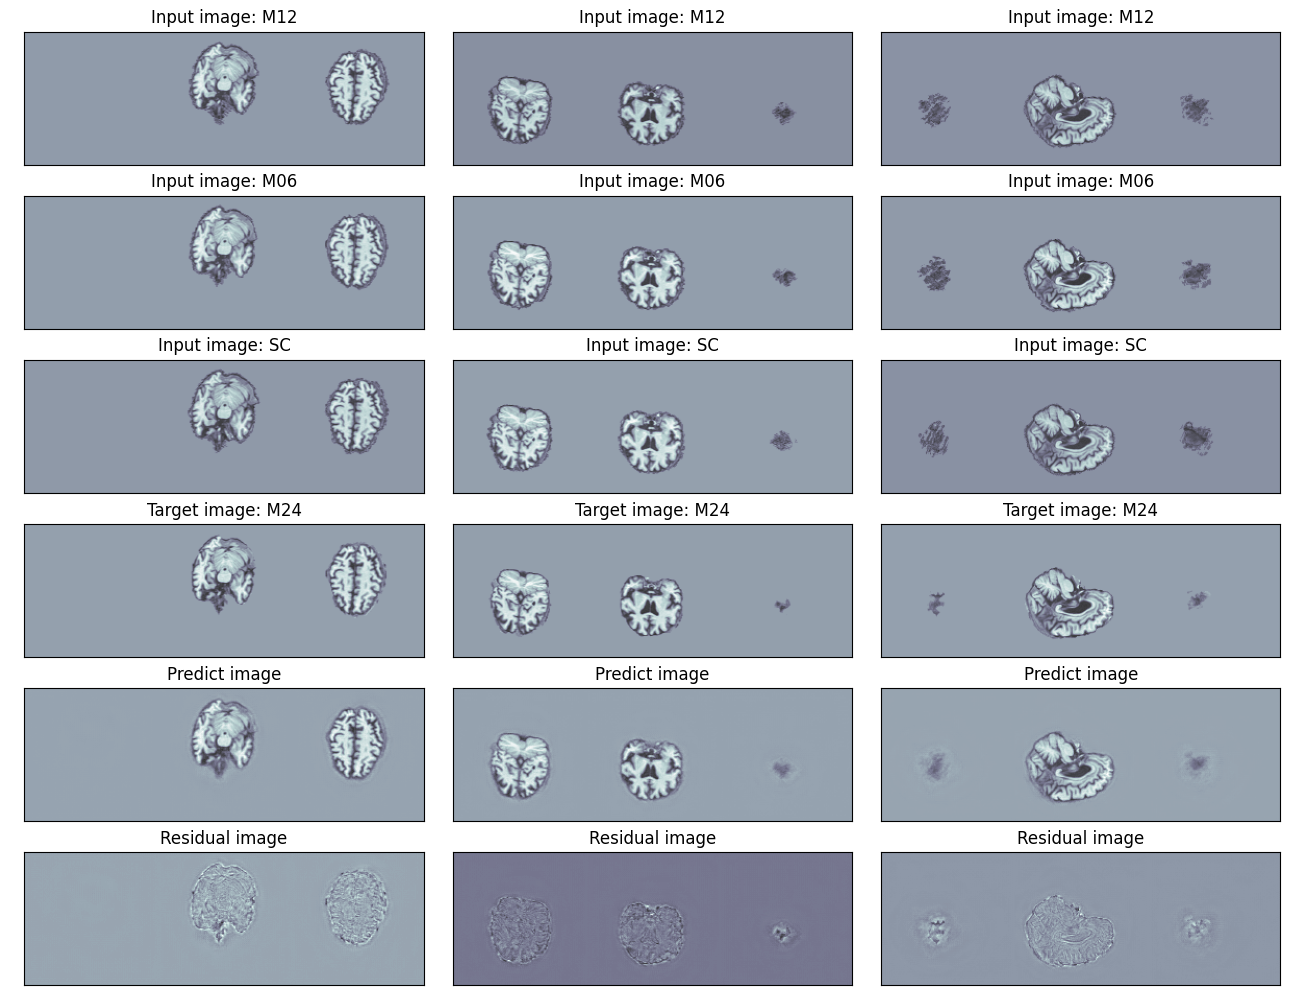 Input image: M12 Input image: M12 Input image: M12
Input image: M06 Input image: M06 Input image: M06
Input image: SC Input image: SC Input image: SC
Target image: M24 Target image: M24 Target image: M24
Predict image Predict image Predict image
Residual image Residual image Residual image